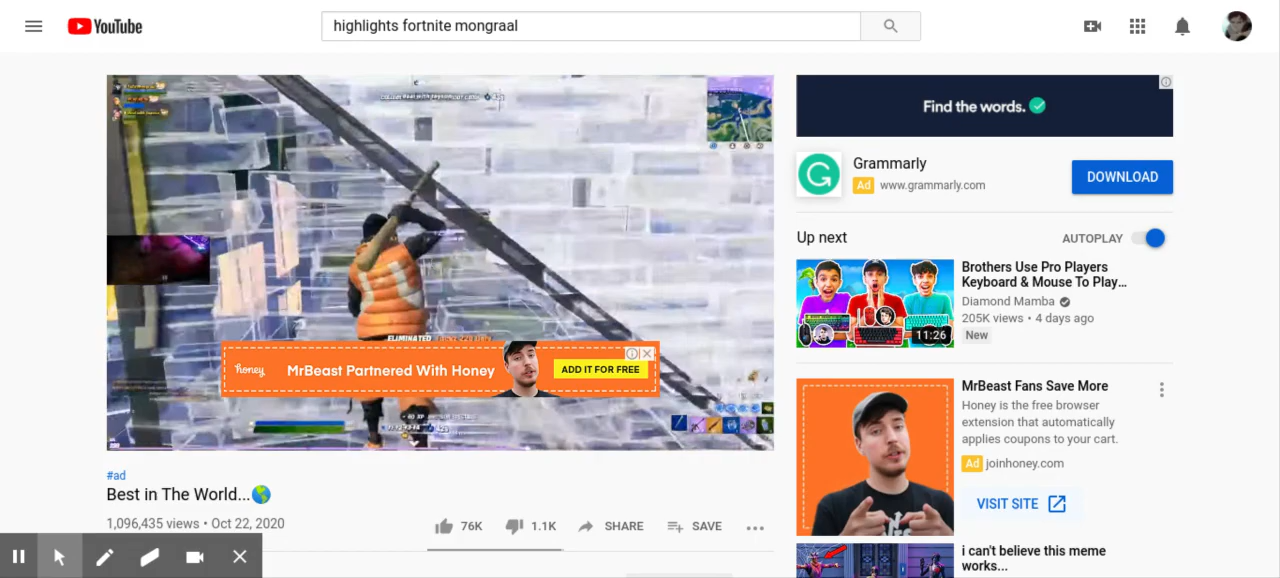 YouTube
highlights fortnite mongraal
Find the words.
Grammarly
Ad www.grammarly.com
DOWNLOAD
ELIMINATED
honey
MrBeast Partnered With Honey
ADD IT FOR FREE
Up next
AUTOPLAY
Brothers Use Pro Players
Keyboard & Mouse To Play...
Diamond Mamba
205K views • 4 days ago
New
11:26
MrBeast Fans Save More
Honey is the free browser
extension that automatically
applies coupons to your cart.
Ad joinhoney.com
VISIT SITE
i can't believe this meme
works...
#ad
Best in The World...🌎
1,096,435 views • Oct 22, 2020
76K
1.1K
SHARE
SAVE